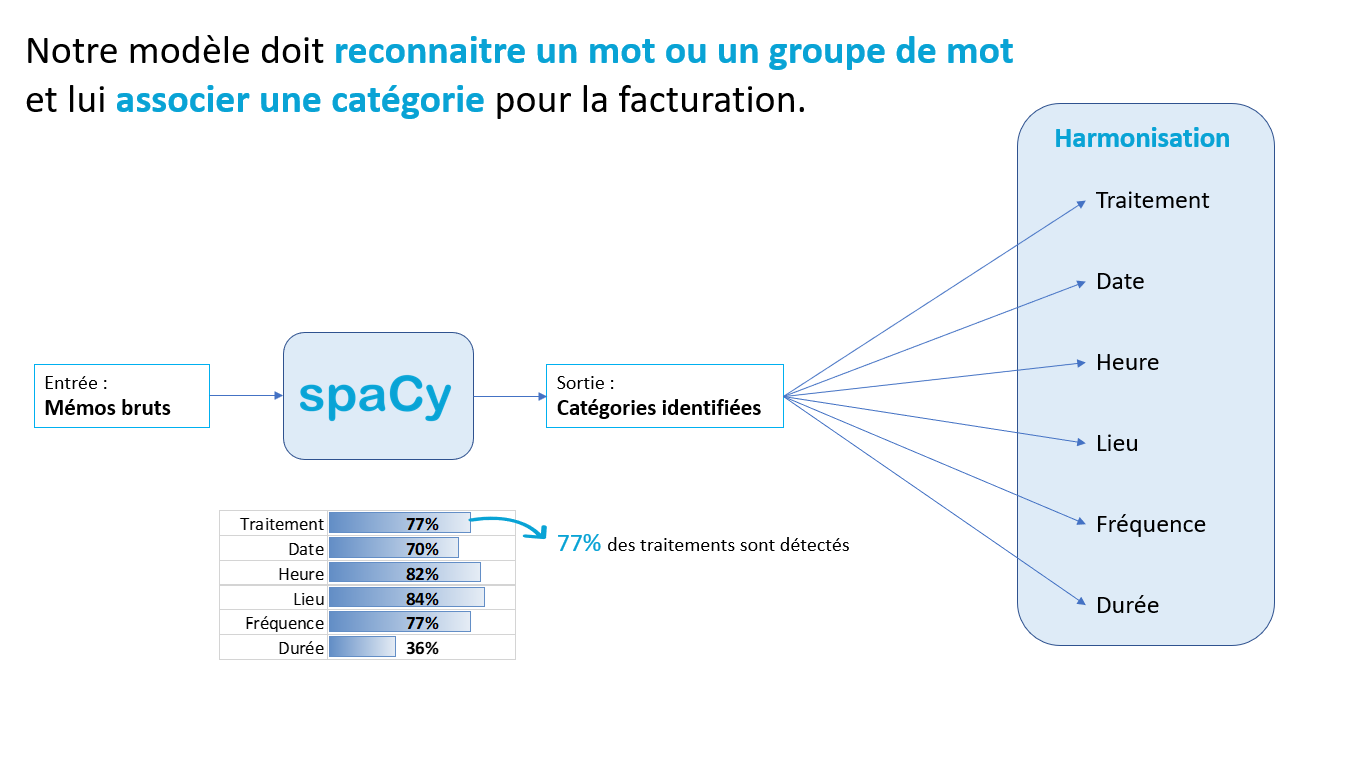 Notre modèle doit reconnaitre un mot ou un groupe de mot
et lui associer une catégorie pour la facturation.
Harmonisation
Traitement
Date
Heure
Lieu
Fréquence
Durée
Entrée :
Mémos bruts
spaCy
Sortie :
Catégories identifiées
Traitement 77%
Date 70%
Heure 82%
Lieu 84%
Fréquence 77%
Durée 36%
77% des traitements sont détectés